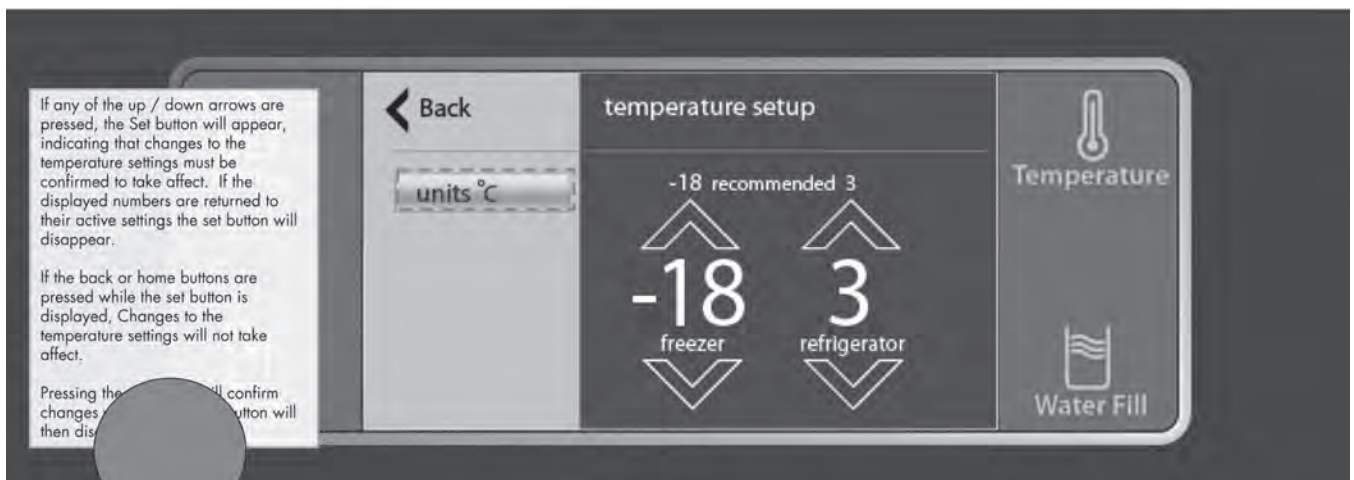 If any of the up / down arrows are
pressed, the Set button will appear,
indicating that changes to the
temperature settings must be
confirmed to take affect. If the
displayed numbers are returned to
their active settings the set button will
disappear.
If the back or home buttons are
pressed while the set button is
displayed, Changes to the
temperature settings will not take
affect.
Pressing the confirm
changes will
then
Back
units °C
temperature setup
-18 recommended 3
-18 3
freezer refrigerator
Temperature
Water Fill